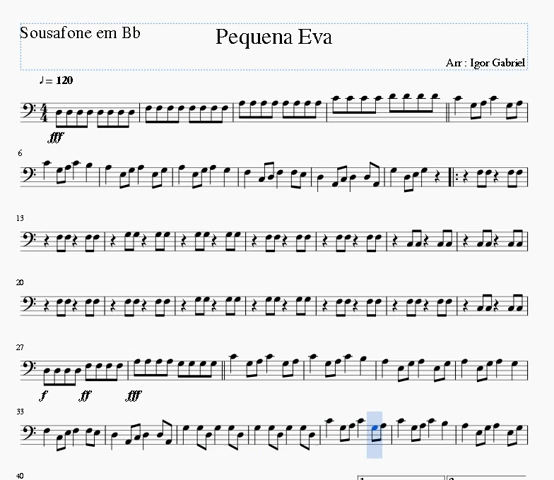 Sousafone em Bb
Pequena Eva
Arr : Igor Gabriel
♩ = 120
D D D D D D D D F F F F F F F F A A A A A A A A C C C C D D D D C G A C G A
fff
6
C G A C B A E G A E G A E G A G F C D F E D A C D A G D E G F F F F
13
F F F F G G G G F F F F G G G G F F F F F F F F C C C C
20
F F F F G G G G F F F F G G G G F F F F F F F F C C C C
27
D D D D F F F F A A A A G G G G C G A C G A C G A C B A E G A E G A E G A G
f ff fff
33
F C E F E D A C D A G G D G G G D G C G A C G A C G A C B A E G A E G
40
1.
2.